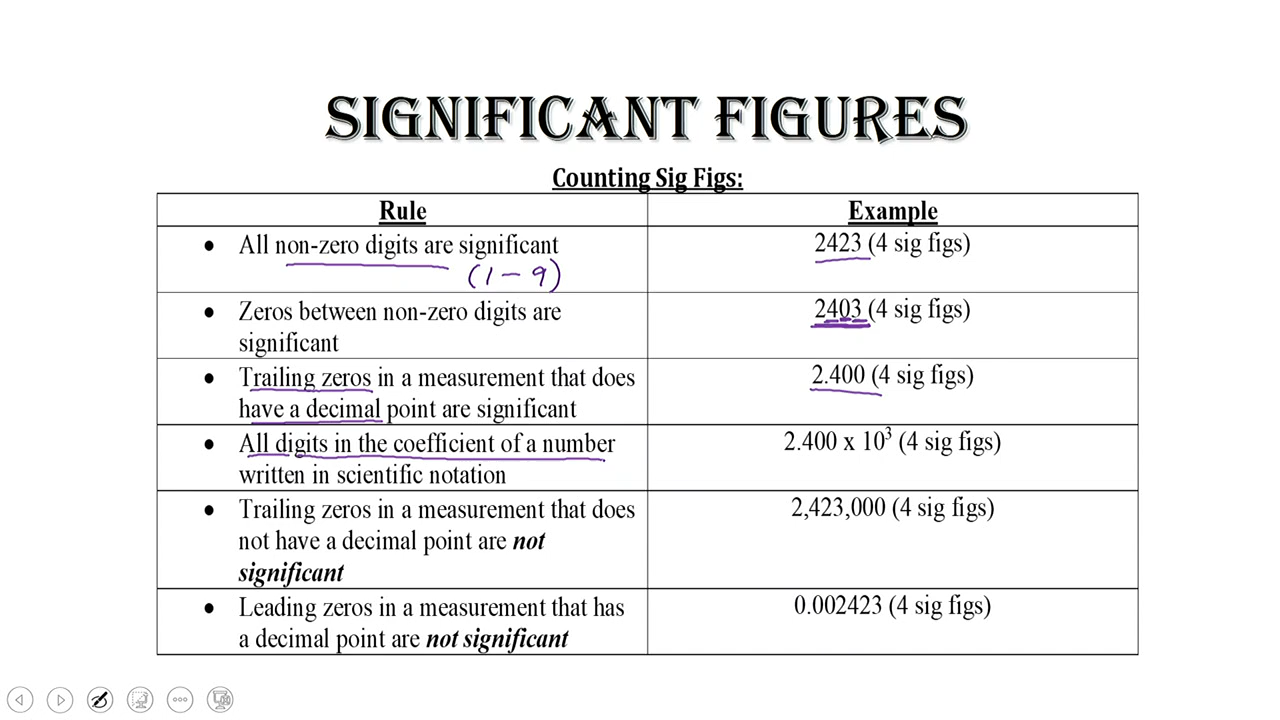 SIGNIFICANT FIGURES
Counting Sig Figs:
Rule
Example
• All non-zero digits are significant
(1 - 9)
2423 (4 sig figs)
• Zeros between non-zero digits are
significant
2403 (4 sig figs)
• Trailing zeros in a measurement that does
have a decimal point are significant
2.400 (4 sig figs)
• All digits in the coefficient of a number
written in scientific notation
2.400 x 10³ (4 sig figs)
• Trailing zeros in a measurement that does
not have a decimal point are not
significant
2,423,000 (4 sig figs)
• Leading zeros in a measurement that has
a decimal point are not significant
0.002423 (4 sig figs)